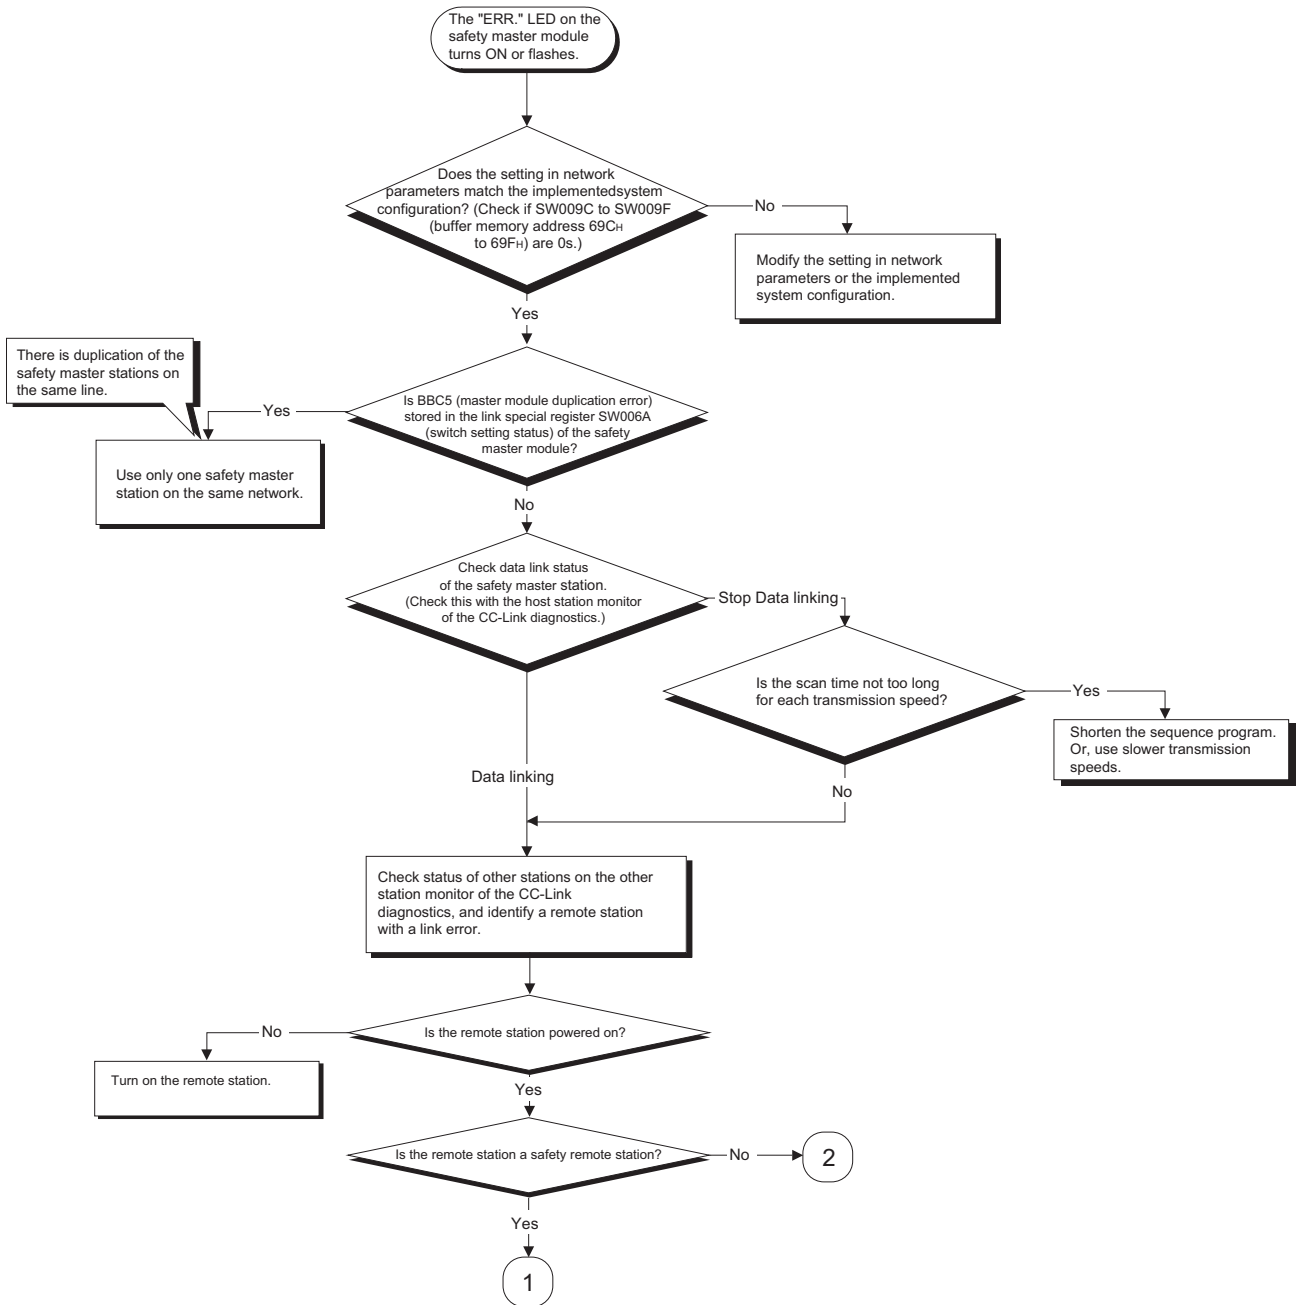 The "ERR." LED on the
safety master module
turns ON or flashes.
Does the setting in network
parameters match the implementedsystem
configuration? (Check if SW009C to SW009F
(buffer memory address 69CH
to 69FH) are 0s.)
No
Modify the setting in network
parameters or the implemented
system configuration.
Yes
There is duplication of the
safety master stations on
the same line.
Is BBC5 (master module duplication error)
stored in the link special register SW006A
(switch setting status) of the safety
master module?
Yes
Use only one safety master
station on the same network.
No
Check data link status
of the safety master station.
(Check this with the host station monitor
of the CC-Link diagnostics.)
Stop Data linking
Is the scan time not too long
for each transmission speed?
Yes
Shorten the sequence program.
Or, use slower transmission
speeds.
Data linking
No
Check status of other stations on the other
station monitor of the CC-Link
diagnostics, and identify a remote station
with a link error.
Is the remote station powered on?
No
Turn on the remote station.
Yes
Is the remote station a safety remote station?
No
2
Yes
1